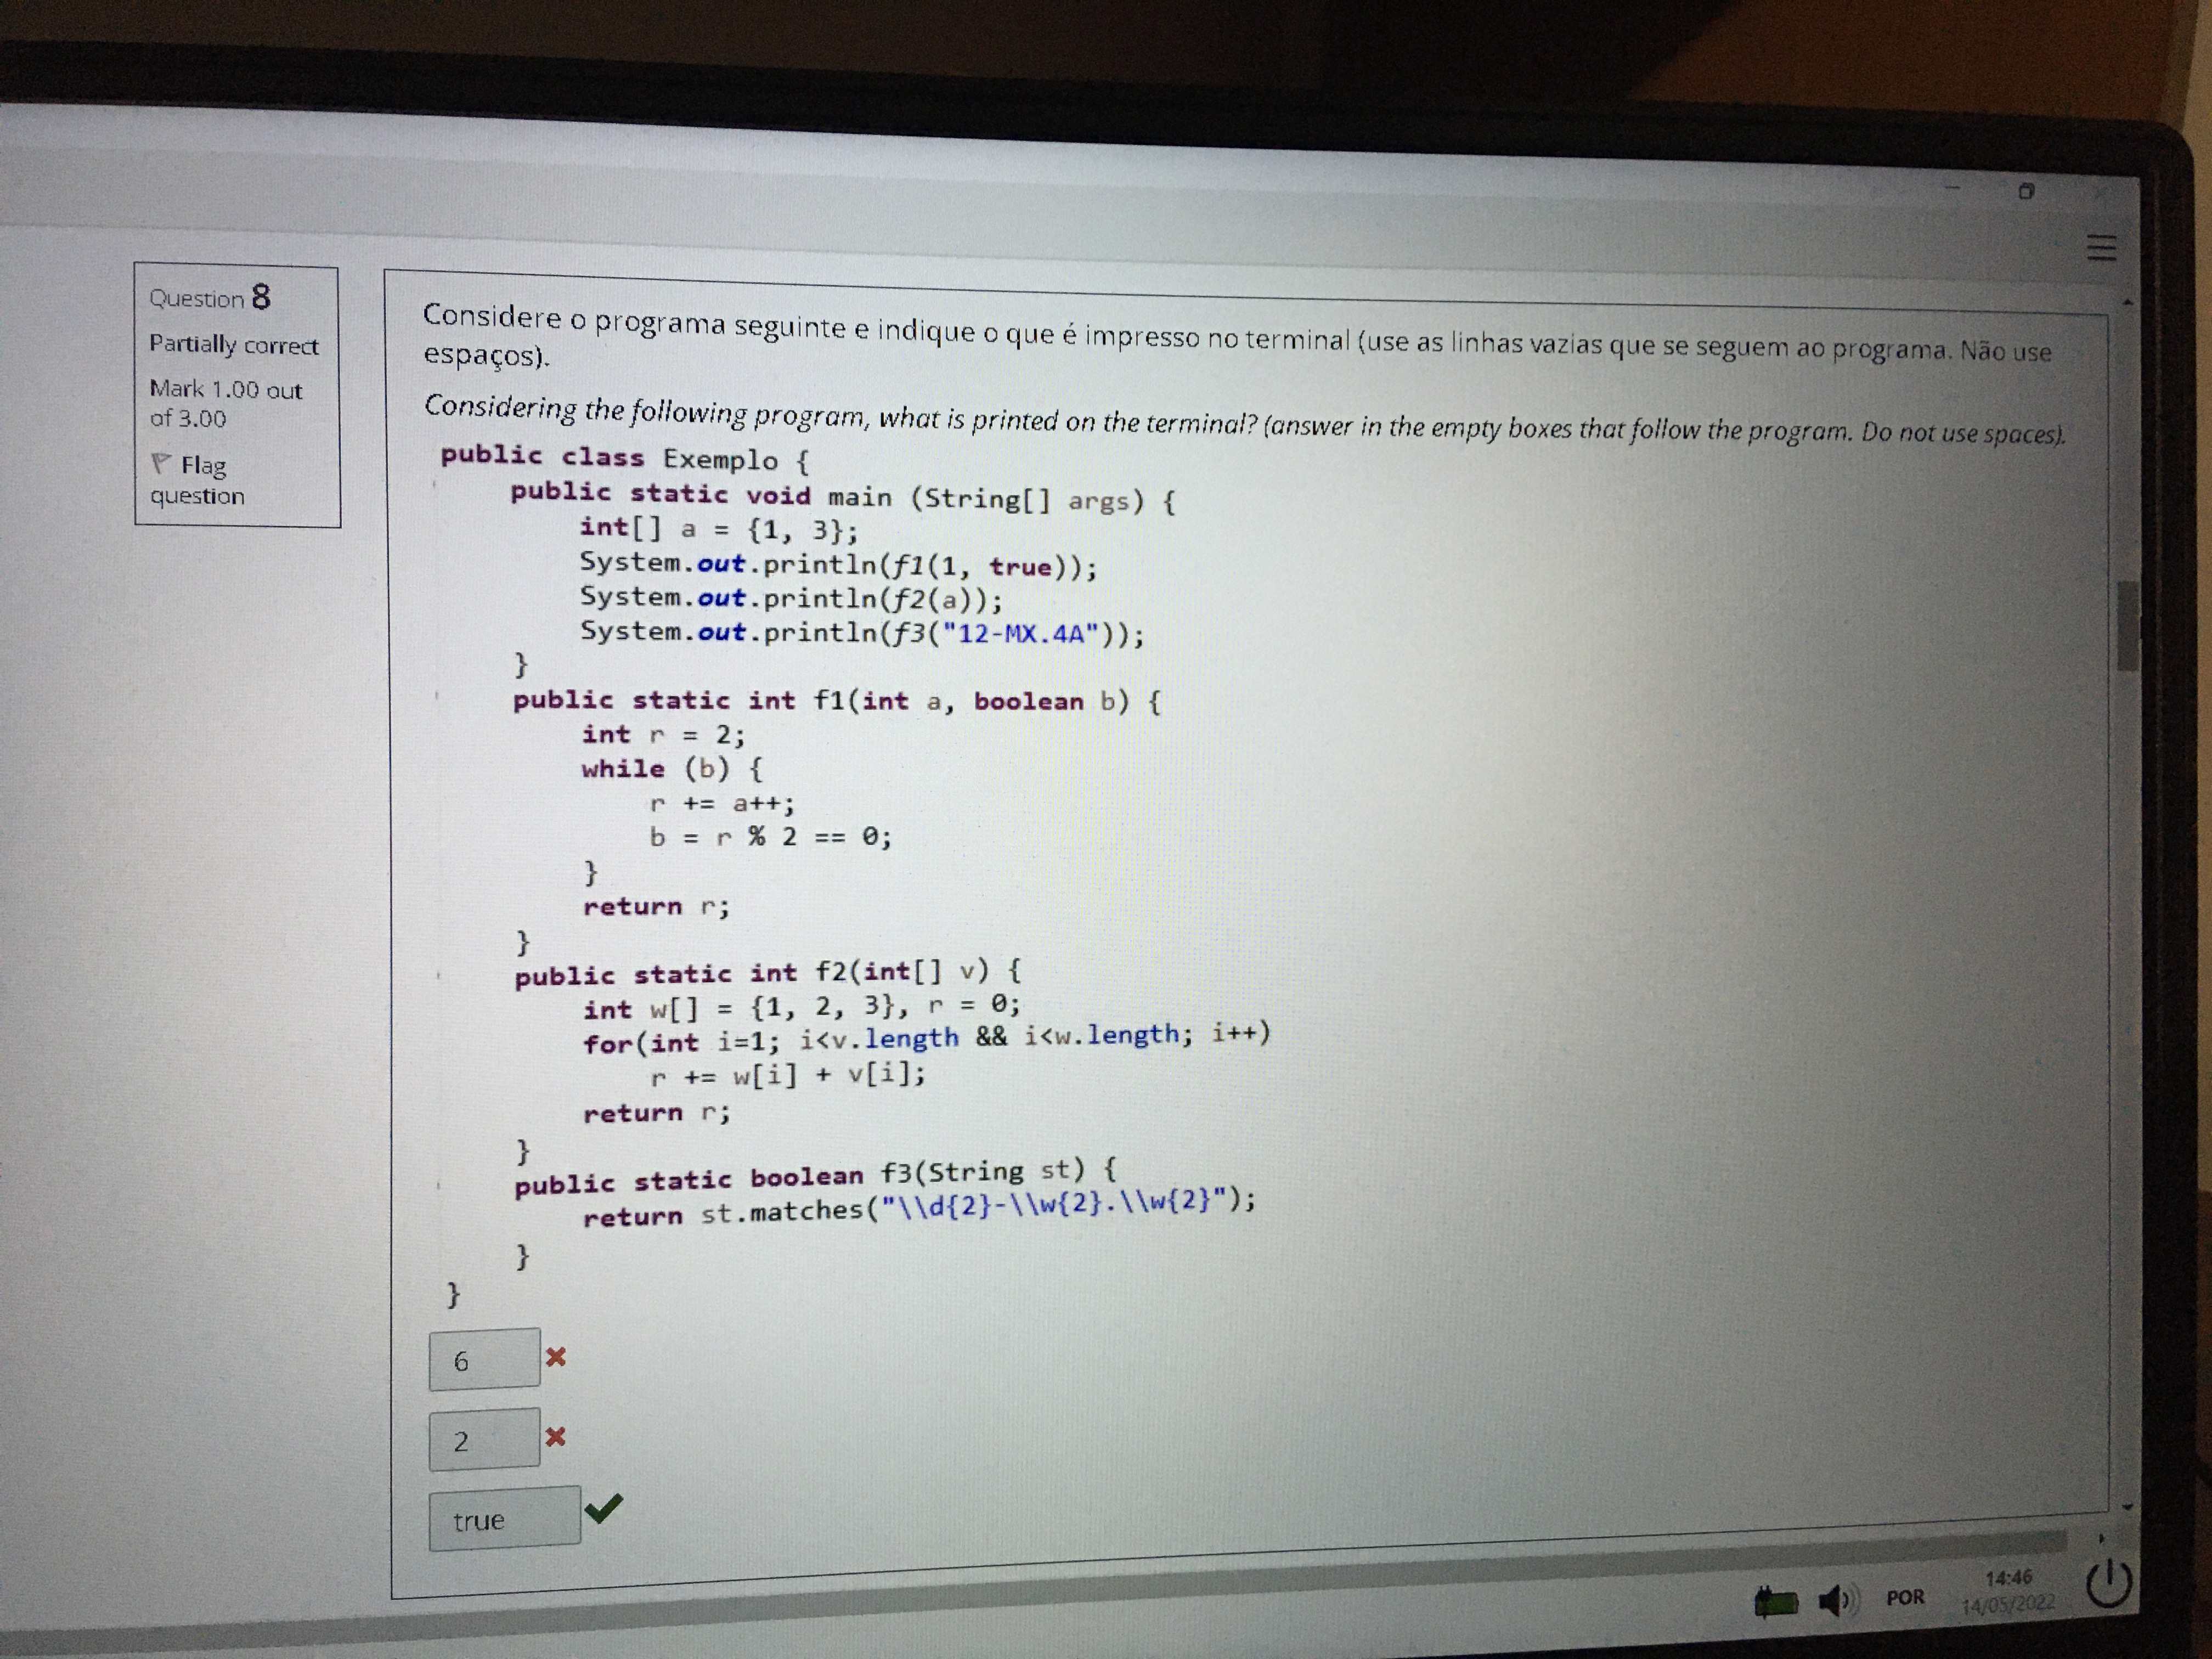 Question 8
Partially correct
Mark 1.00 out
of 3.00
Flag
question
Considere o programa seguinte e indique o que é impresso no terminal (use as linhas vazias que se seguem ao programa. Não use
espaços).
Considering the following program, what is printed on the terminal? (answer in the empty boxes that follow the program. Do not use spaces).
public class Exemplo {
public static void main (String[] args) {
int[] a = {1, 3};
System.out.println(f1(1, true));
System.out.println(f2(a));
System.out.println(f3("12-MX.4A"));
}
public static int f1(int a, boolean b) {
int r = 2;
while (b) {
r += a++;
b = r % 2 == 0;
}
return r;
}
public static int f2(int[] v) {
int w[] = {1, 2, 3}, r = 0;
for(int i=1; i<v.length && i<w.length; i++)
r += w[i] + v[i];
return r;
}
public static boolean f3(String st) {
return st.matches("\\d{2}-\\w{2}.\\w{2}");
}
}
6
2
true
POR
14:46
14/05/2022